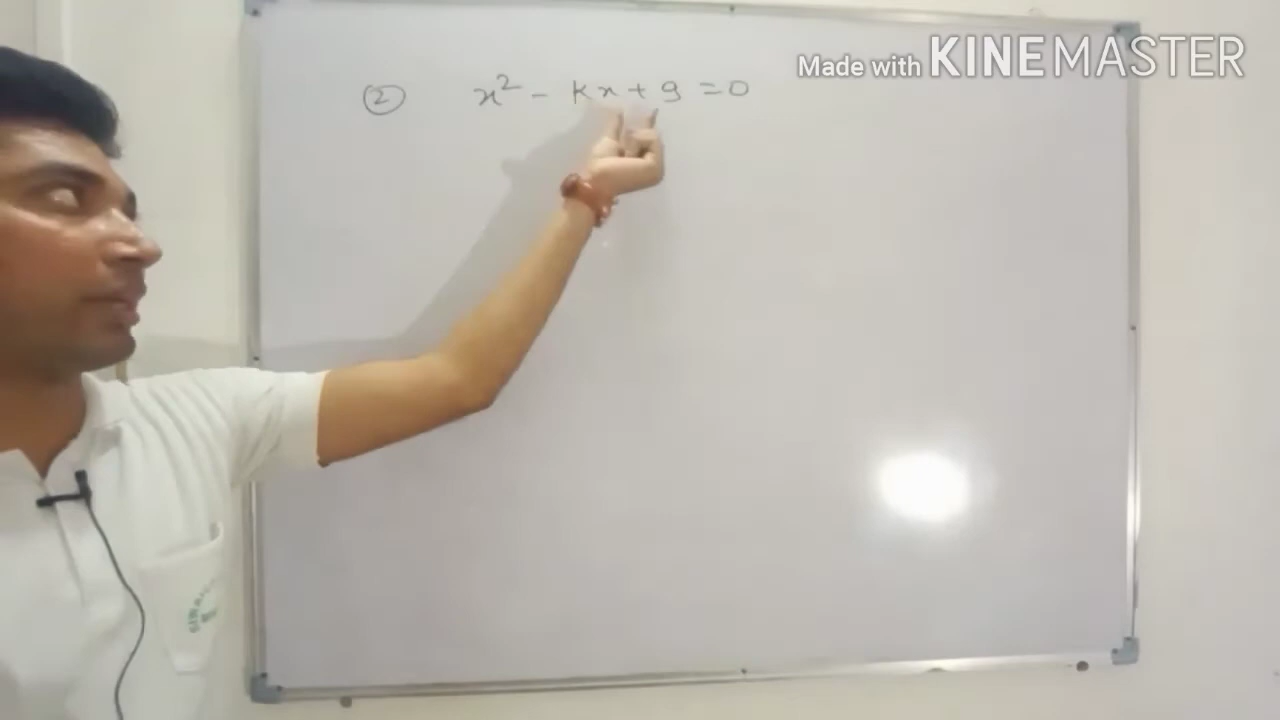 Made with KINEMASTER
② x² - kx + 9 = 0